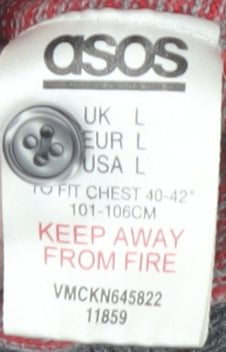 asos
UK L
EUR L
USA L
TO FIT CHEST 40-42"
101-106CM
KEEP AWAY
FROM FIRE
VMCKN645822
11859